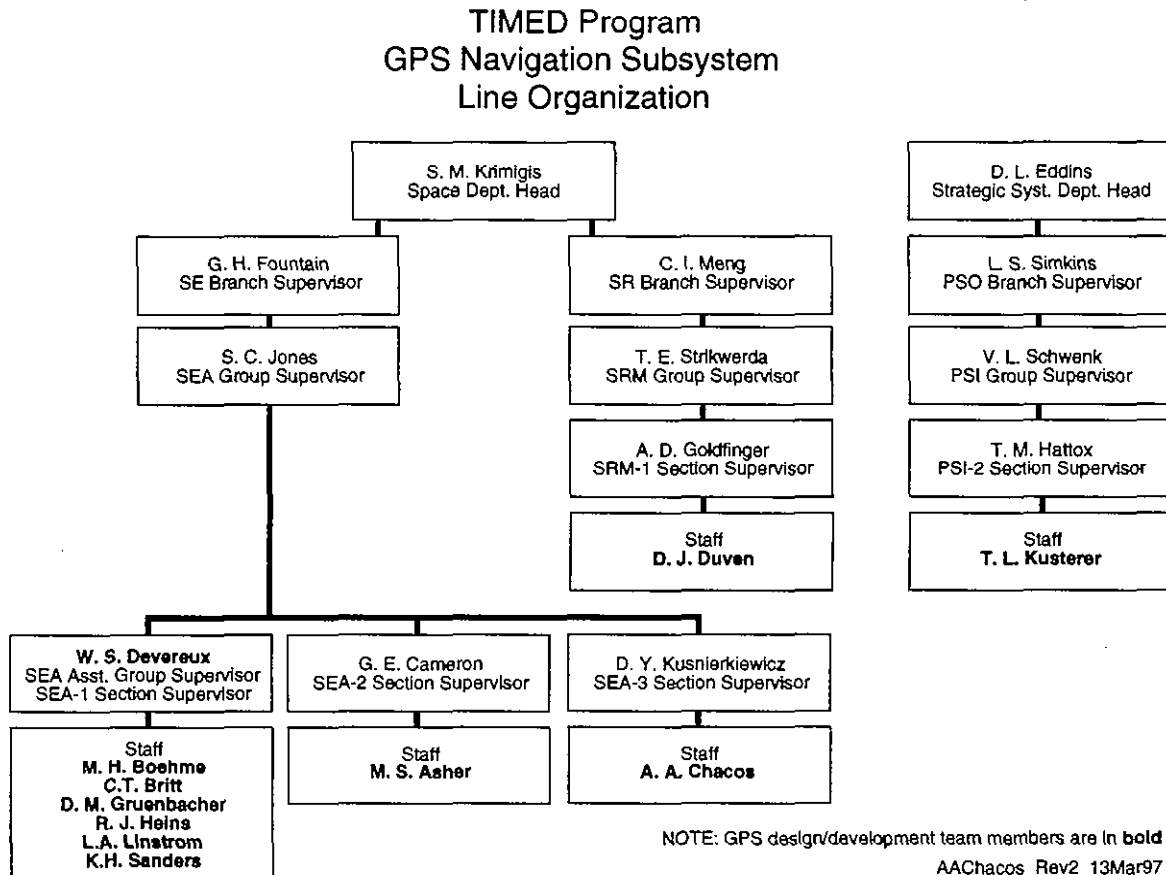 TIMED Program
GPS Navigation Subsystem
Line Organization
S. M. Krimigis
Space Dept. Head
D. L. Eddins
Strategic Syst. Dept. Head
G. H. Fountain
SE Branch Supervisor
C. I. Meng
SR Branch Supervisor
L. S. Simkins
PSO Branch Supervisor
S. C. Jones
SEA Group Supervisor
T. E. Strikwerda
SRM Group Supervisor
V. L. Schwenk
PSI Group Supervisor
A. D. Goldfinger
SRM-1 Section Supervisor
T. M. Hattox
PSI-2 Section Supervisor
Staff
D. J. Duven
Staff
T. L. Kusterer
W. S. Devereux
SEA Asst. Group Supervisor
SEA-1 Section Supervisor
G. E. Cameron
SEA-2 Section Supervisor
D. Y. Kusnierkiewicz
SEA-3 Section Supervisor
Staff
M. H. Boehme
C.T. Britt
D. M. Gruenbacher
R. J. Heins
L.A. Linstrom
K.H. Sanders
Staff
M. S. Asher
Staff
A. A. Chacos
NOTE: GPS design/development team members are in bold
AAChacos Rev2 13Mar97